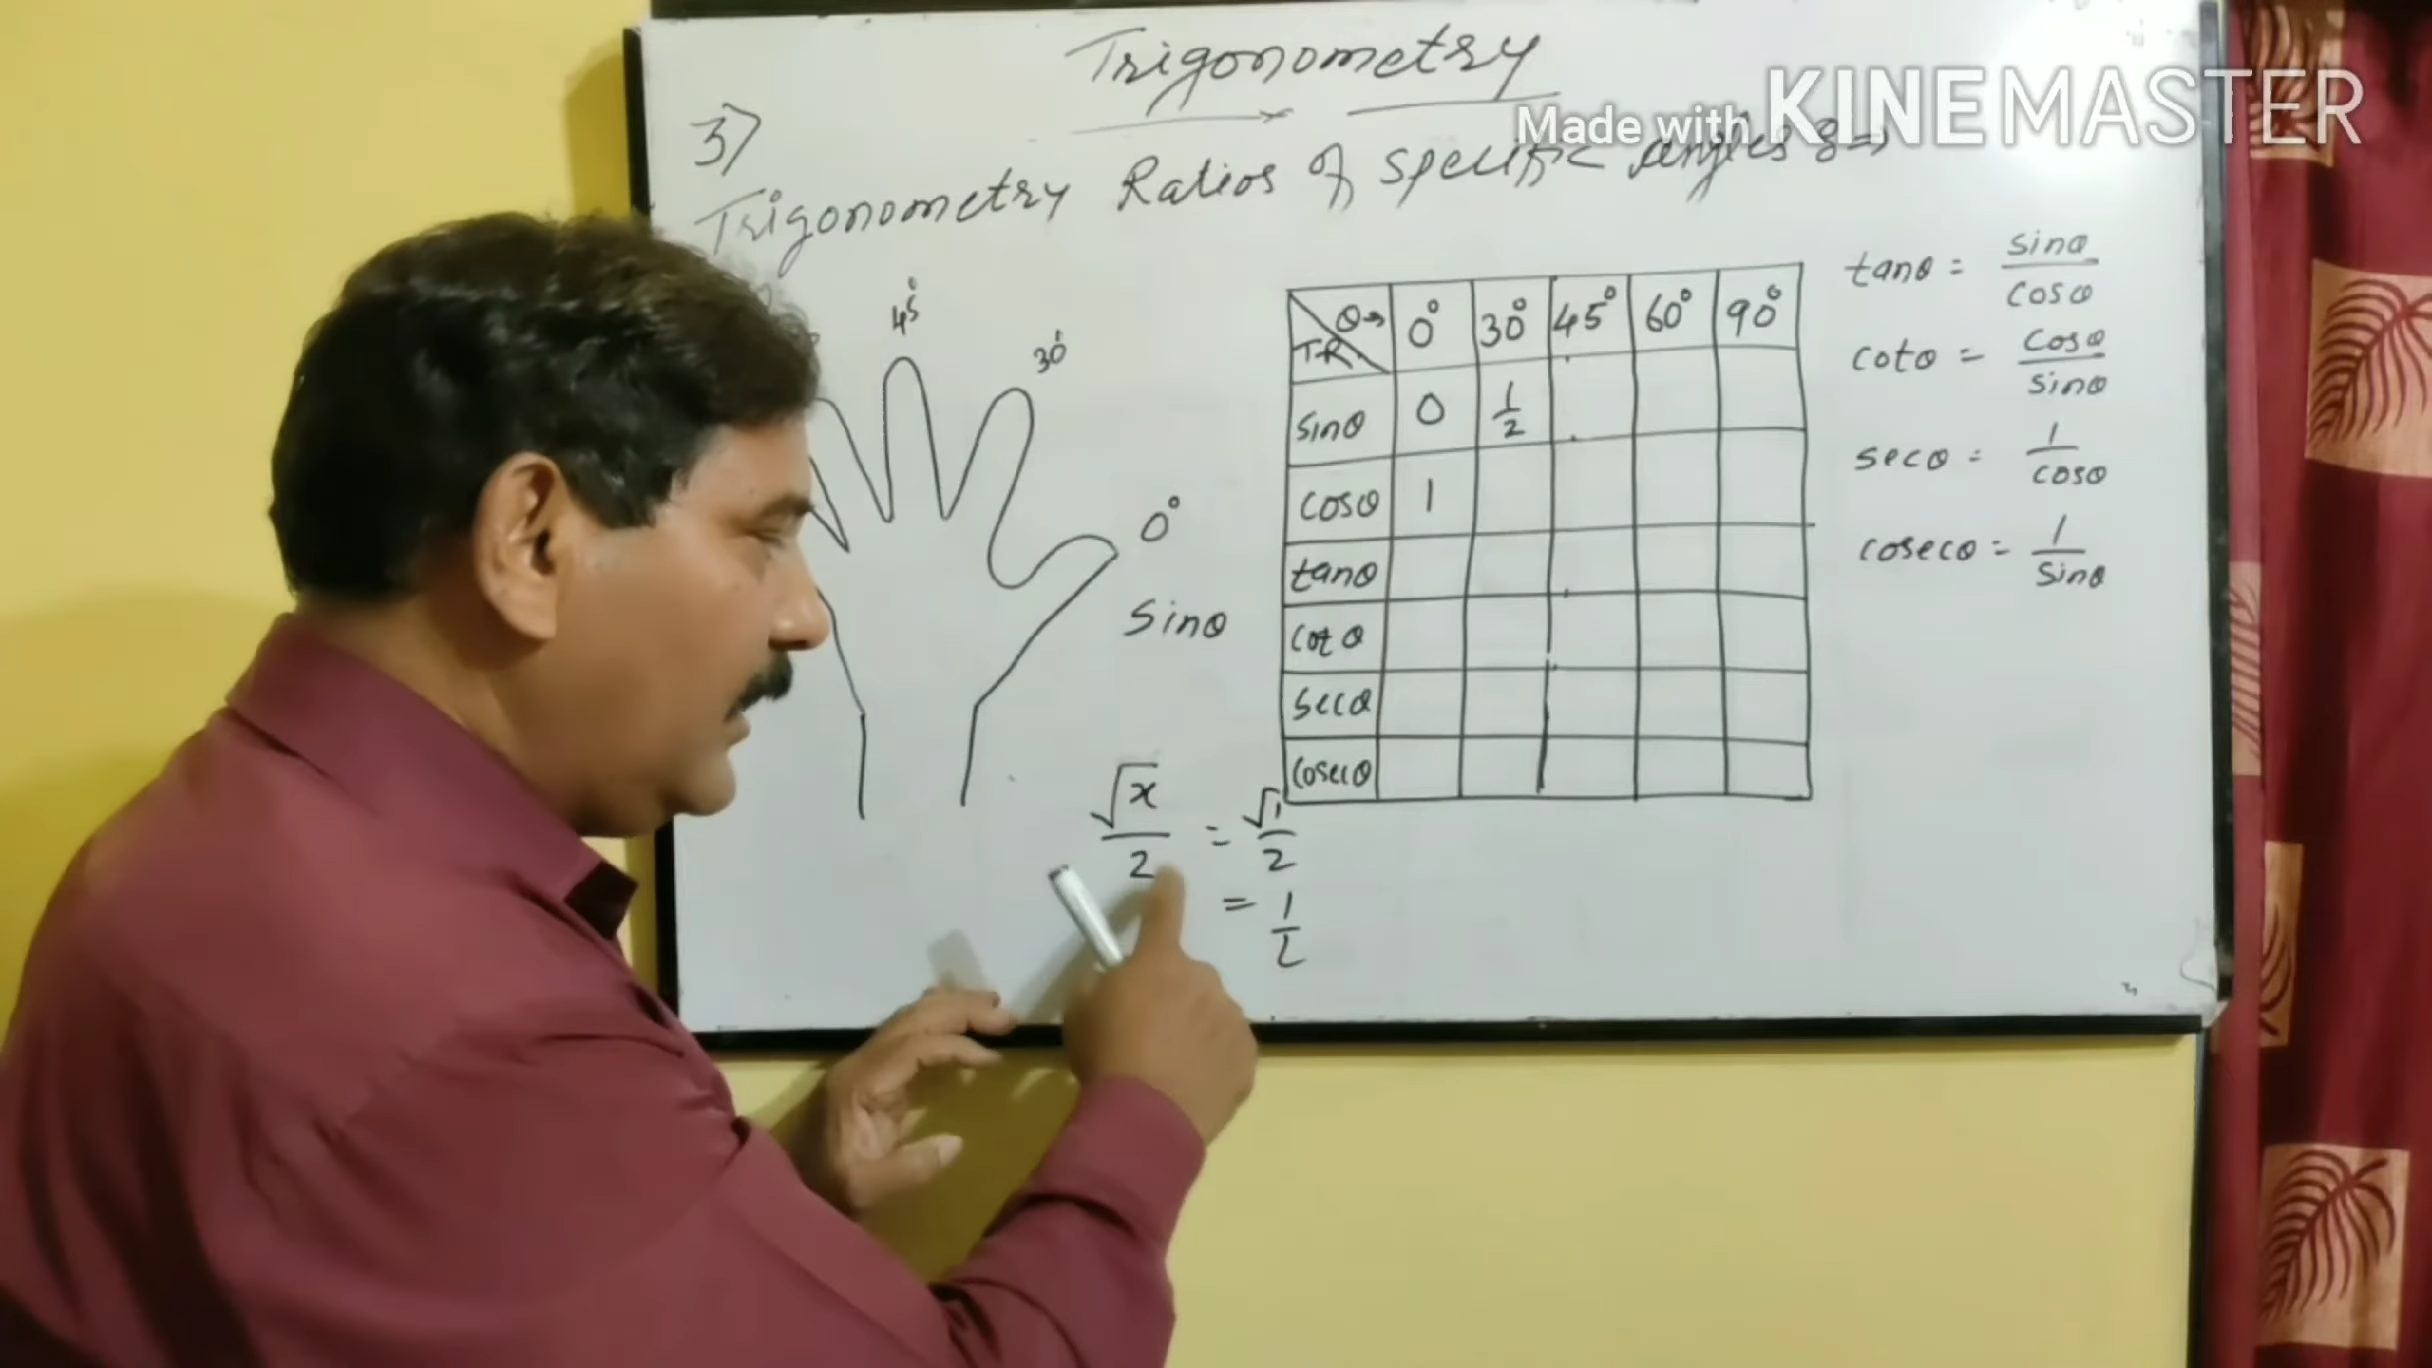 Trigonometry
Made with KINEMASTER
3)
Trigonometry Ratios of Specific angles :→
45°
30°
0°
sinθ
θ→ 0° 30° 45° 60° 90°
T.R.
sinθ 0 1/2
cosθ 1
tanθ
cotθ
secθ
cosecθ
tanθ = sinθ/cosθ
cotθ = cosθ/sinθ
secθ = 1/cosθ
cosecθ = 1/sinθ
√x/2 = √1/2
= 1/2